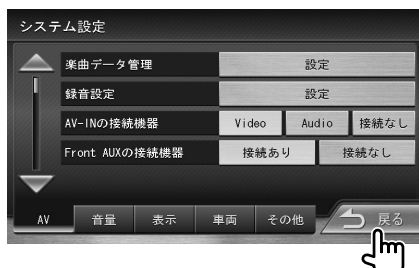 システム設定
楽曲データ管理 設定
録音設定 設定
AV-INの接続機器 Video Audio 接続なし
Front AUXの接続機器 接続あり 接続なし
AV 音量 表示 車両 その他 戻る